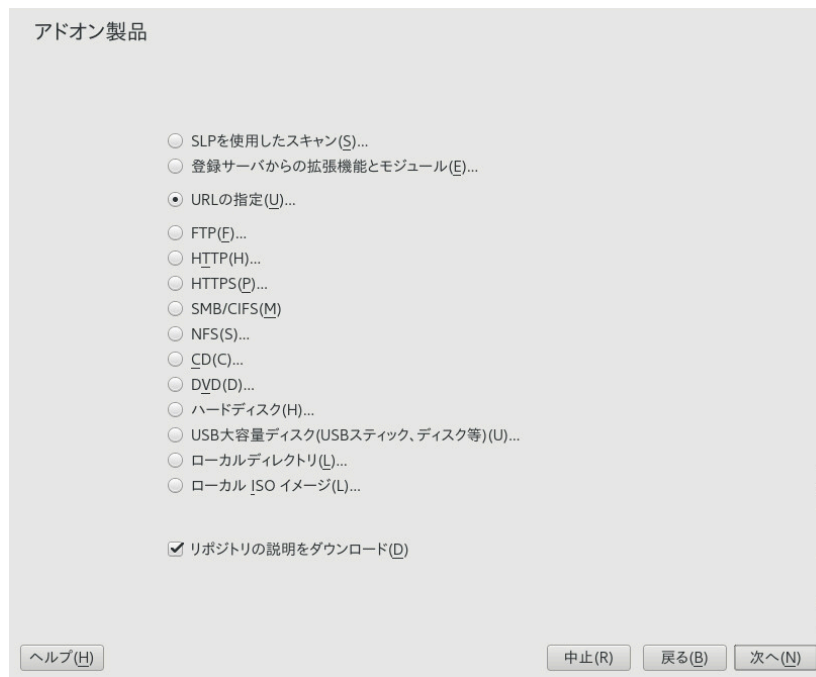 アドオン製品
SLPを使用したスキャン(S)...
登録サーバからの拡張機能とモジュール(E)...
URLの指定(U)...
FTP(F)...
HTTP(H)...
HTTPS(P)...
SMB/CIFS(M)
NFS(S)...
CD(C)...
DVD(D)...
ハードディスク(H)...
USB大容量ディスク(USBスティック、ディスク等)(U)...
ローカルディレクトリ(L)...
ローカル ISO イメージ(L)...
リポジトリの説明をダウンロード(D)
ヘルプ(H) 中止(R) 戻る(B) 次へ(N)